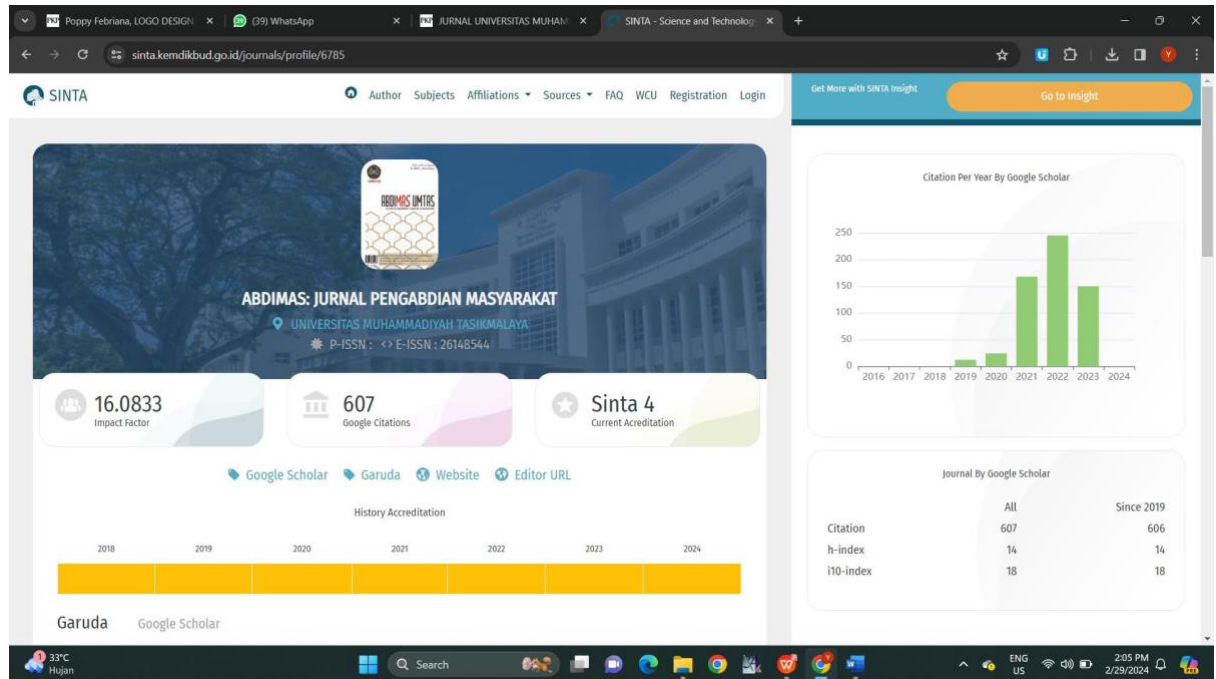 Poppy Febriana, LOGO DESIGN
(39) WhatsApp
JURNAL UNIVERSITAS MUHAM
SINTA - Science and Technolog
sinta.kemdikbud.go.id/journals/profile/6785
SINTA
Author Subjects Affiliations Sources FAQ WCU Registration Login
Get More with SINTA Insight
Go to Insight
ABDIMAS UMTAS
ABDIMAS: JURNAL PENGABDIAN MASYARAKAT
UNIVERSITAS MUHAMMADIYAH TASIKMALAYA
P-ISSN : <> E-ISSN : 26148544
16.0833
Impact Factor
607
Google Citations
Sinta 4
Current Acreditation
Google Scholar Garuda Website Editor URL
History Accreditation
2018 2019 2020 2021 2022 2023 2024
Garuda Google Scholar
Citation Per Year By Google Scholar
250
200
150
100
50
0
2016 2017 2018 2019 2020 2021 2022 2023 2024
Journal By Google Scholar
All Since 2019
Citation 607 606
h-index 14 14
i10-index 18 18
1
33°C
Hujan
Search
ENG
US
2:05 PM
2/29/2024